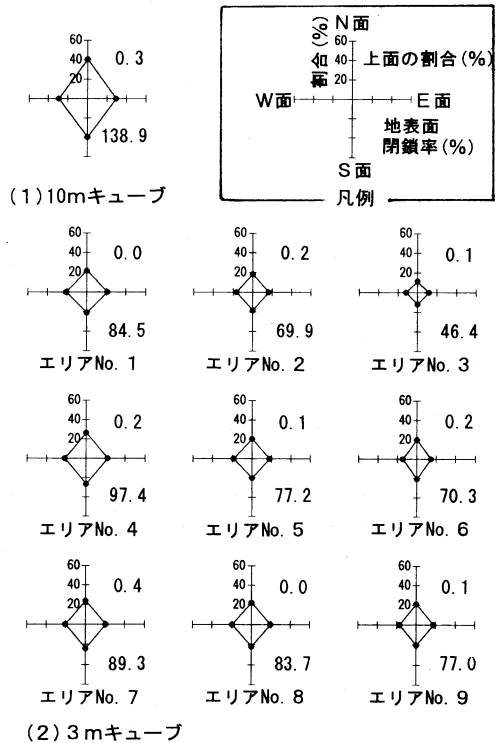 60
40
20
0.3
138.9
(1)10mキューブ
割合(%)
N面
60
40
20
上面の割合(%)
W面
E面
地表面
閉鎖率(%)
S面
凡例
60
40
20
0.0
84.5
エリアNo. 1
60
40
20
0.2
69.9
エリアNo. 2
60
40
20
0.1
46.4
エリアNo. 3
60
40
20
0.2
97.4
エリアNo. 4
60
40
20
0.1
77.2
エリアNo. 5
60
40
20
0.2
70.3
エリアNo. 6
60
40
20
0.4
89.3
エリアNo. 7
60
40
20
0.0
83.7
エリアNo. 8
60
40
20
0.1
77.0
エリアNo. 9
(2)3mキューブ